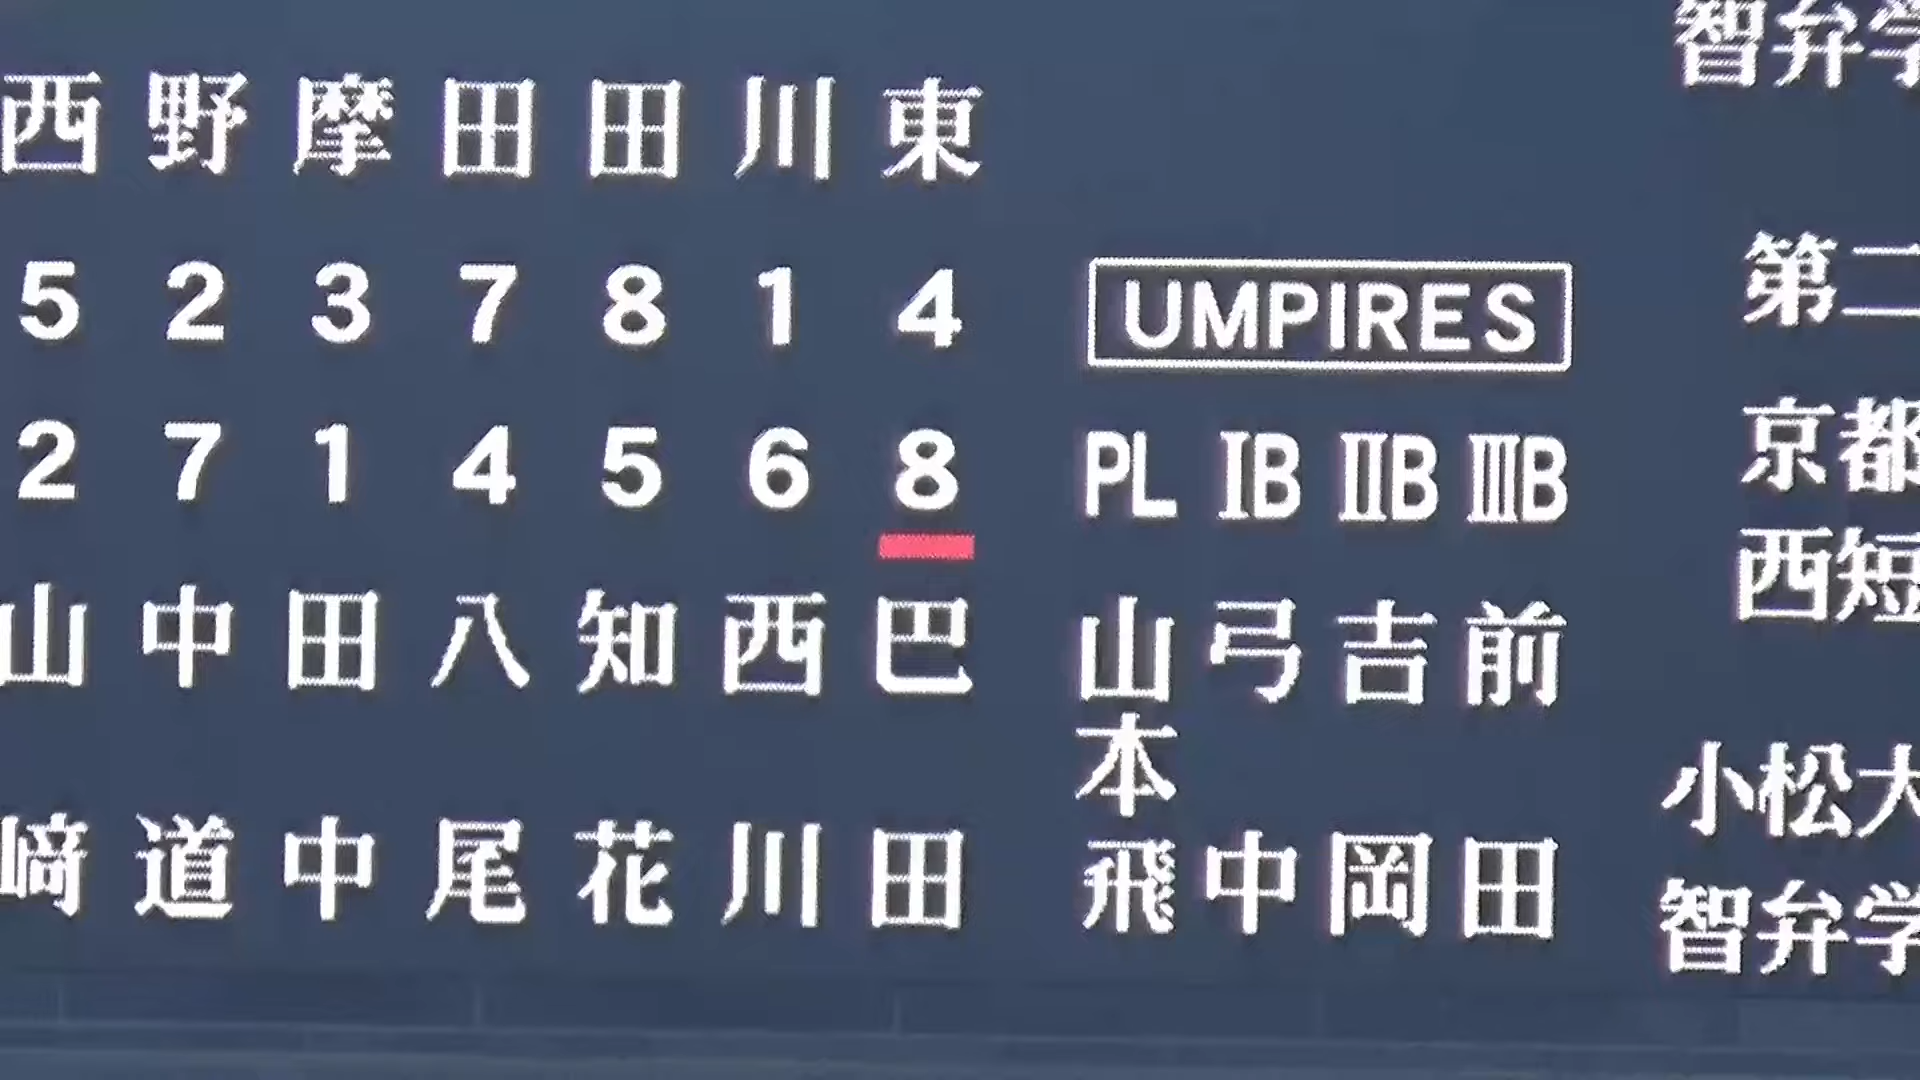 西 野 摩 田 田 川 東
5 2 3 7 8 1 4
2 7 1 4 5 6 8
山 中 田 八 知 西 巴
﨑 道 中 尾 花 川 田
UMPIRES
PL ⅠB ⅡB ⅢB
山本 弓 吉 前
飛 中 岡 田
智弁学
第二
京都
西短
小松大
智弁学